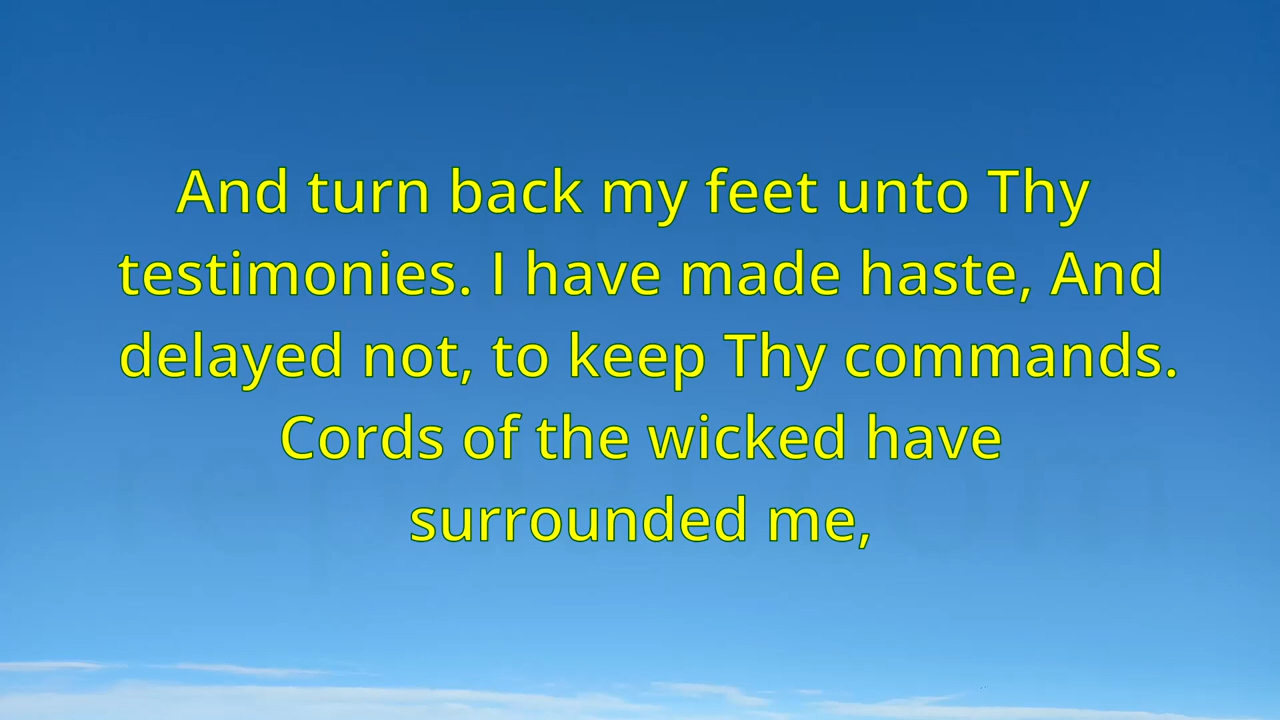 And turn back my feet unto Thy
testimonies. I have made haste, And
delayed not, to keep Thy commands.
Cords of the wicked have
surrounded me,